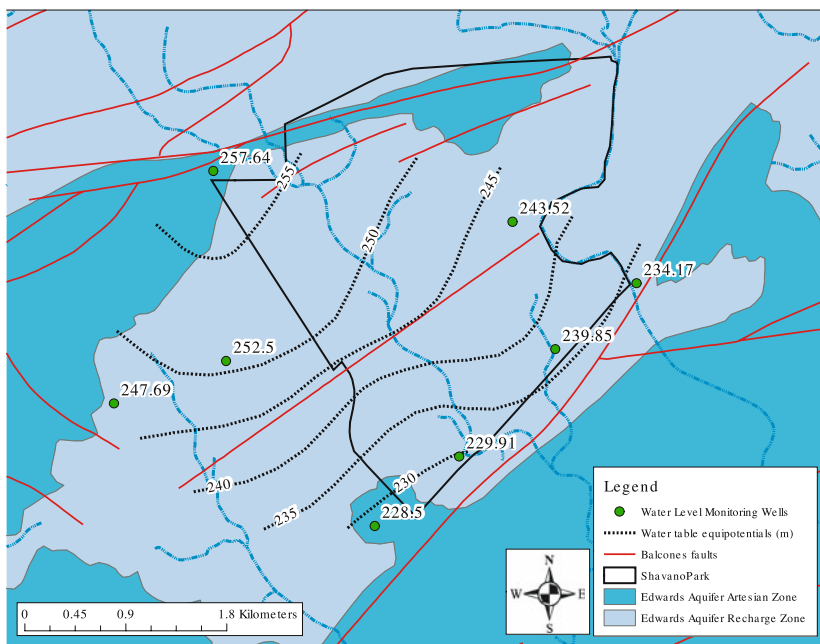 257.64
255
245
243.52
250
234.17
239.85
252.5
247.69
229.91
240
230
235
228.5
Legend
Water Level Monitoring Wells
Water table equipotentials (m)
Balcones faults
ShavanoPark
Edwards Aquifer Artesian Zone
Edwards Aquifer Recharge Zone
N
W E
S
0 0.45 0.9 1.8 Kilometers